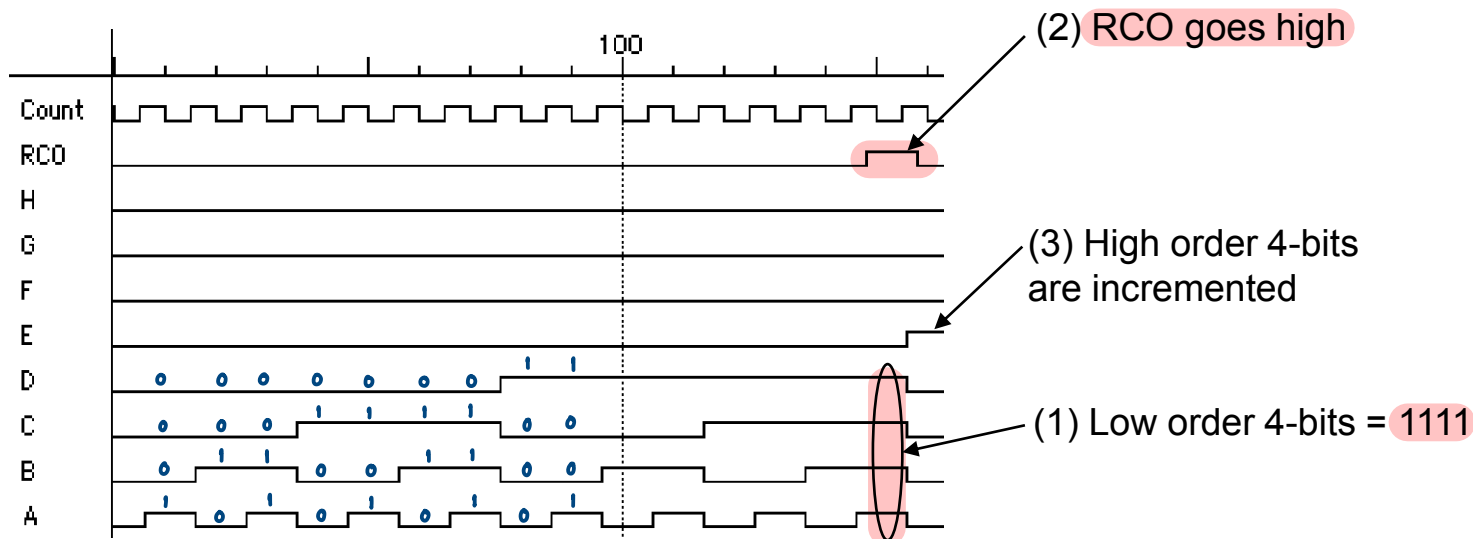 (2) RCO goes high
100
Count
RCO
H
G
F
(3) High order 4-bits
are incremented
E
1 1
D 0 0 0 0 0 0 0
1 1 1 1
C 0 0 0 0 0
(1) Low order 4-bits = 1111
1 1 1 1
B 0 0 0 0 0
1 1 1 1 1
A 0 0 0 0